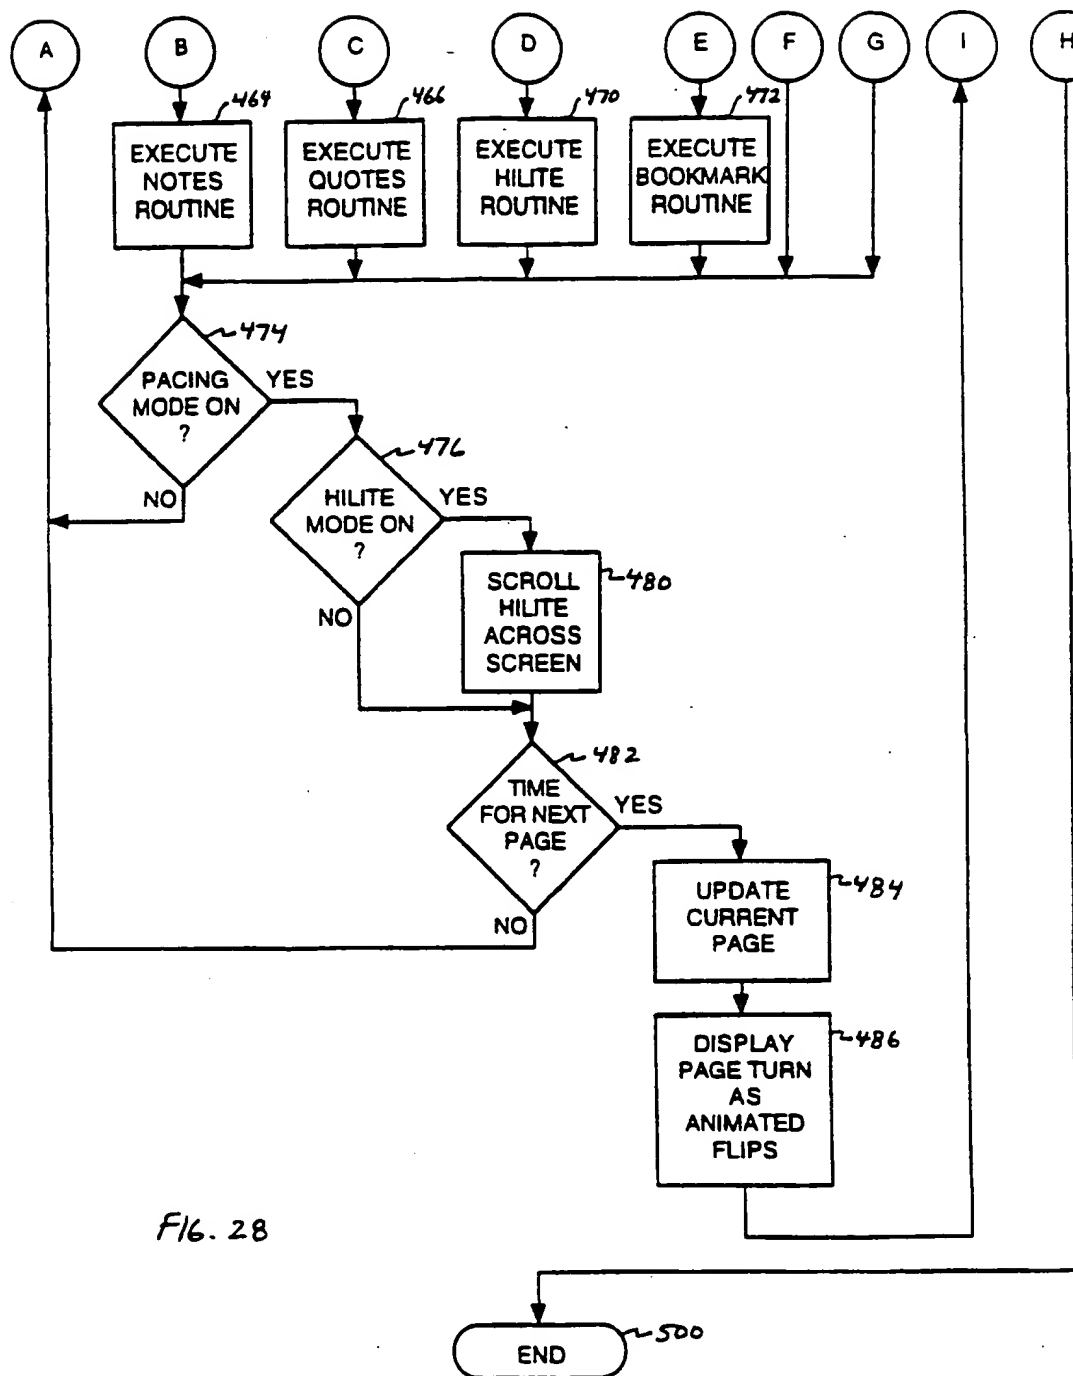 A
B
C
D
E
F
G
I
H
464
466
470
472
EXECUTE
NOTES
ROUTINE
EXECUTE
QUOTES
ROUTINE
EXECUTE
HILITE
ROUTINE
EXECUTE
BOOKMARK
ROUTINE
474
PACING
MODE ON
?
YES
NO
476
HILITE
MODE ON
?
YES
NO
480
SCROLL
HILITE
ACROSS
SCREEN
482
TIME
FOR NEXT
PAGE
?
YES
NO
484
UPDATE
CURRENT
PAGE
486
DISPLAY
PAGE TURN
AS
ANIMATED
FLIPS
FIG. 28
500
END